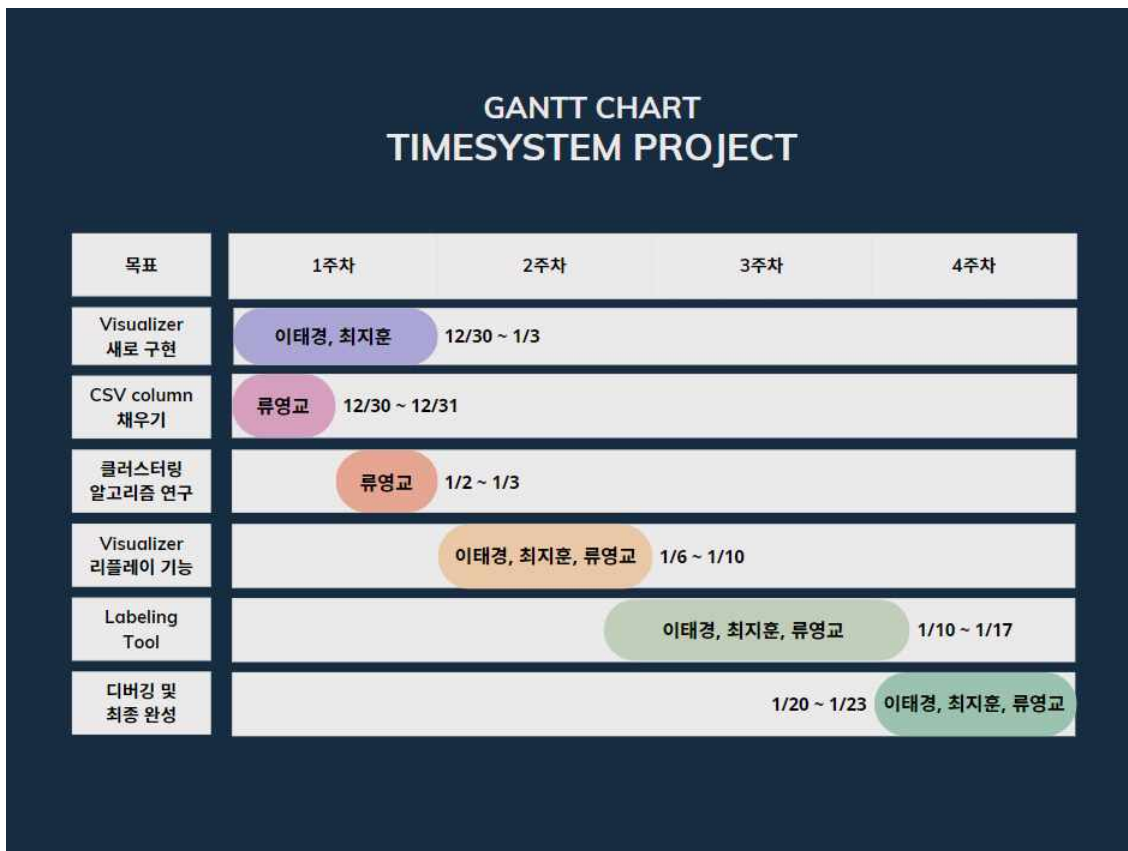 GANTT CHART
TIMESYSTEM PROJECT
목표
1주차
2주차
3주차
4주차
Visualizer
새로 구현
이태경, 최지훈
12/30 ~ 1/3
CSV column
채우기
류영교
12/30 ~ 12/31
클러스터링
알고리즘 연구
류영교
1/2 ~ 1/3
Visualizer
리플레이 기능
이태경, 최지훈, 류영교
1/6 ~ 1/10
Labeling
Tool
이태경, 최지훈, 류영교
1/10 ~ 1/17
디버깅 및
최종 완성
1/20 ~ 1/23
이태경, 최지훈, 류영교